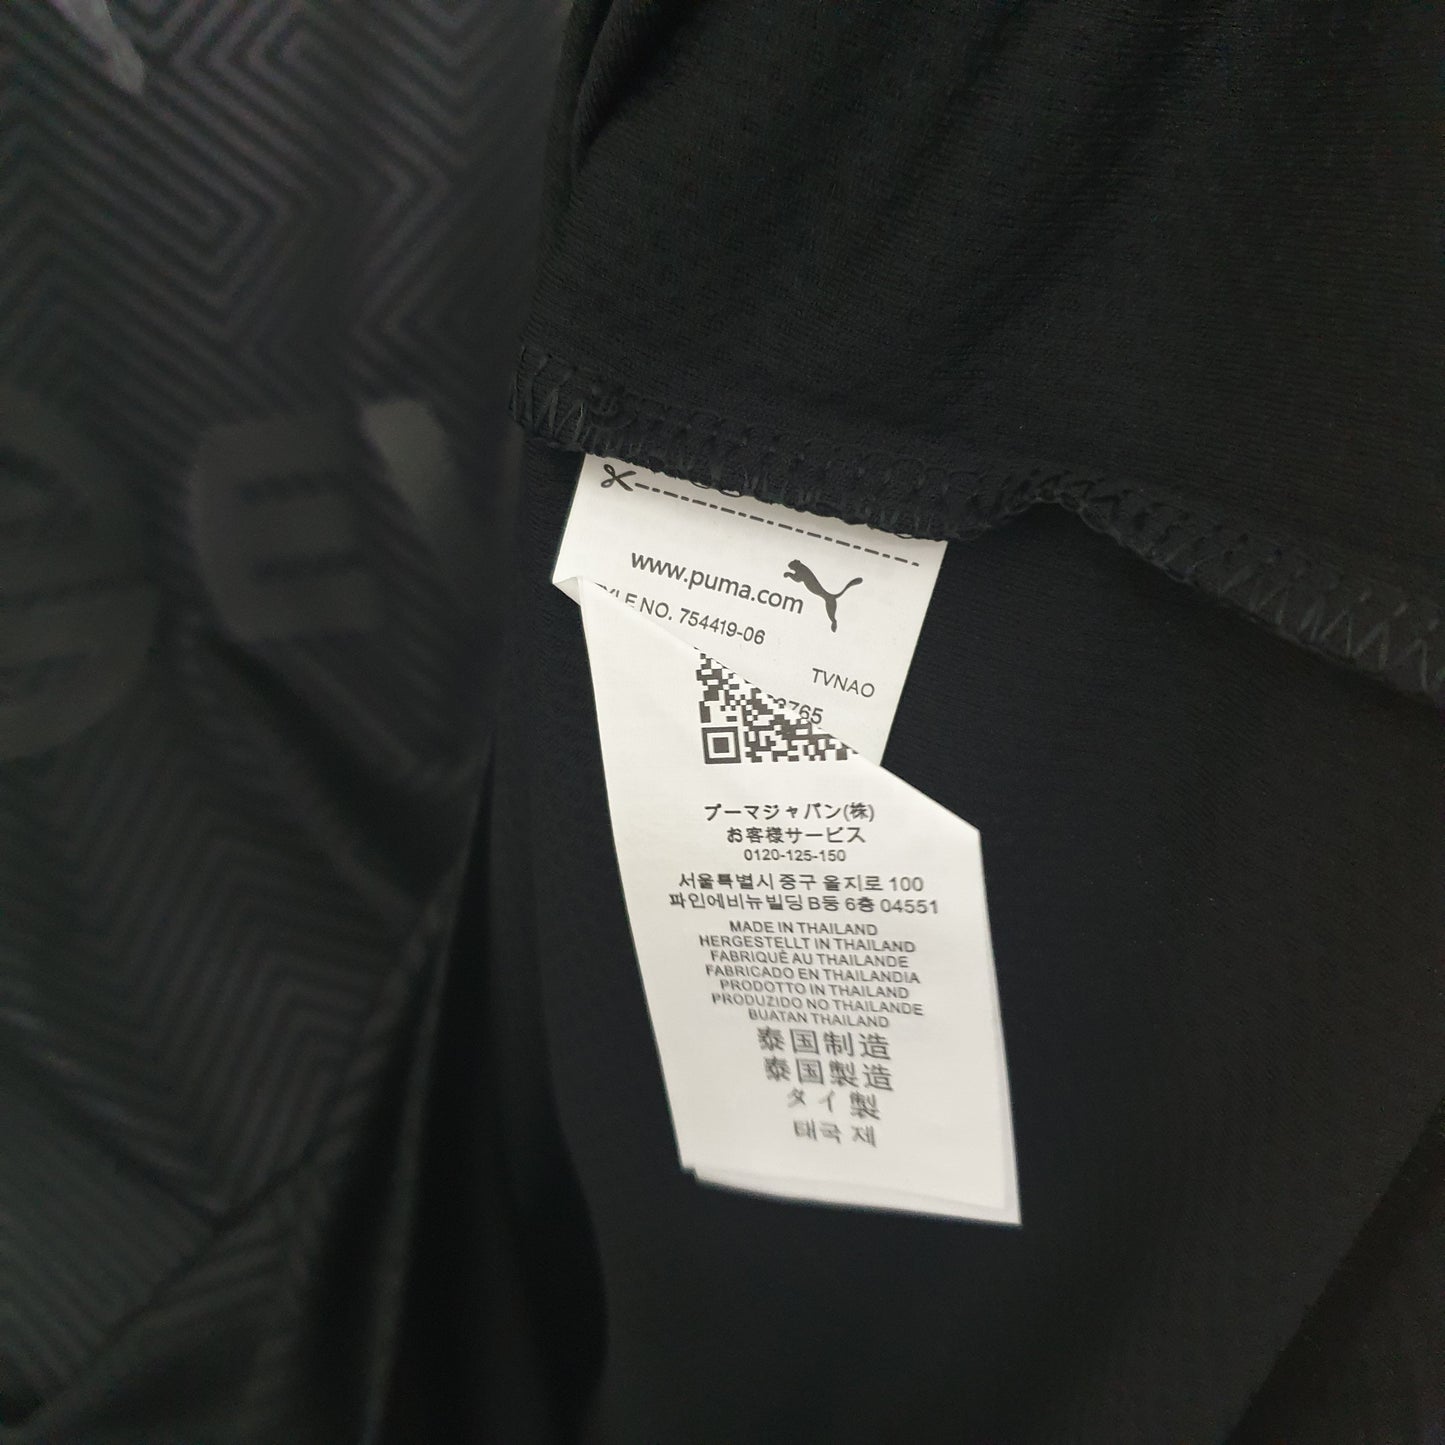 www.puma.com
NO. 754419-06
TVNAO
プーマジャパン(株)
お客様サービス
0120-125-150
서울특별시 중구 을지로 100
파인에비뉴빌딩 B동 6층 04551
MADE IN THAILAND
HERGESTELLT IN THAILAND
FABRIQUÉ AU THAILANDE
FABRICADO EN THAILANDIA
PRODOTTO IN THAILAND
PRODUZIDO NO THAILANDE
BUATAN THAILAND
泰国制造
泰国製造
タイ製
태국 제